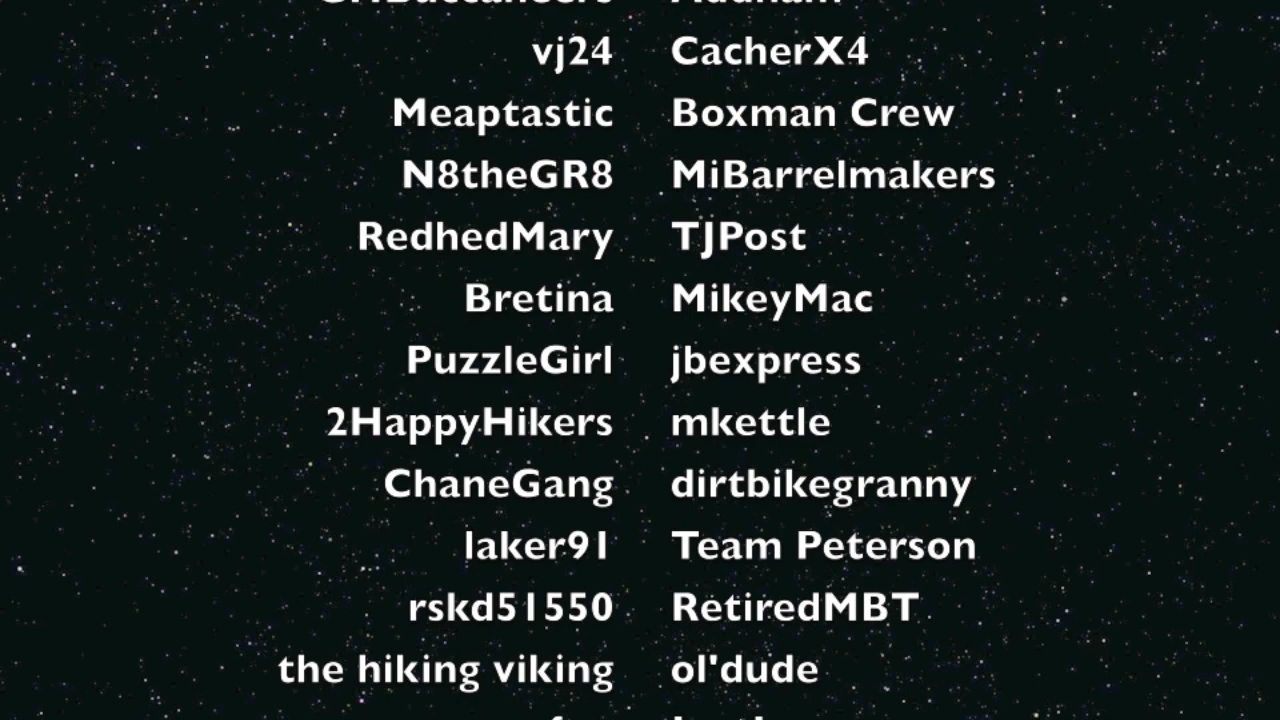 vj24 CacherX4
Meaptastic Boxman Crew
N8theGR8 MiBarrelmakers
RedhedMary TJPost
Bretina MikeyMac
PuzzleGirl jbexpress
2HappyHikers mkettle
ChaneGang dirtbikegranny
laker91 Team Peterson
rskd51550 RetiredMBT
the hiking viking ol'dude